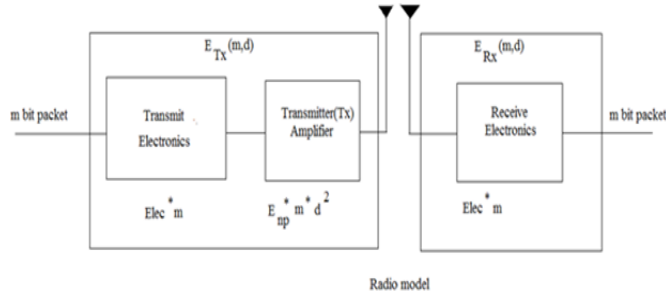 E_Tx(m,d)
E_Rx(m,d)
m bit packet
Transmit
Electronics
Transmitter(Tx)
Amplifier
Receive
Electronics
m bit packet
Elec * m
E_np * m * d^2
Elec * m
Radio model